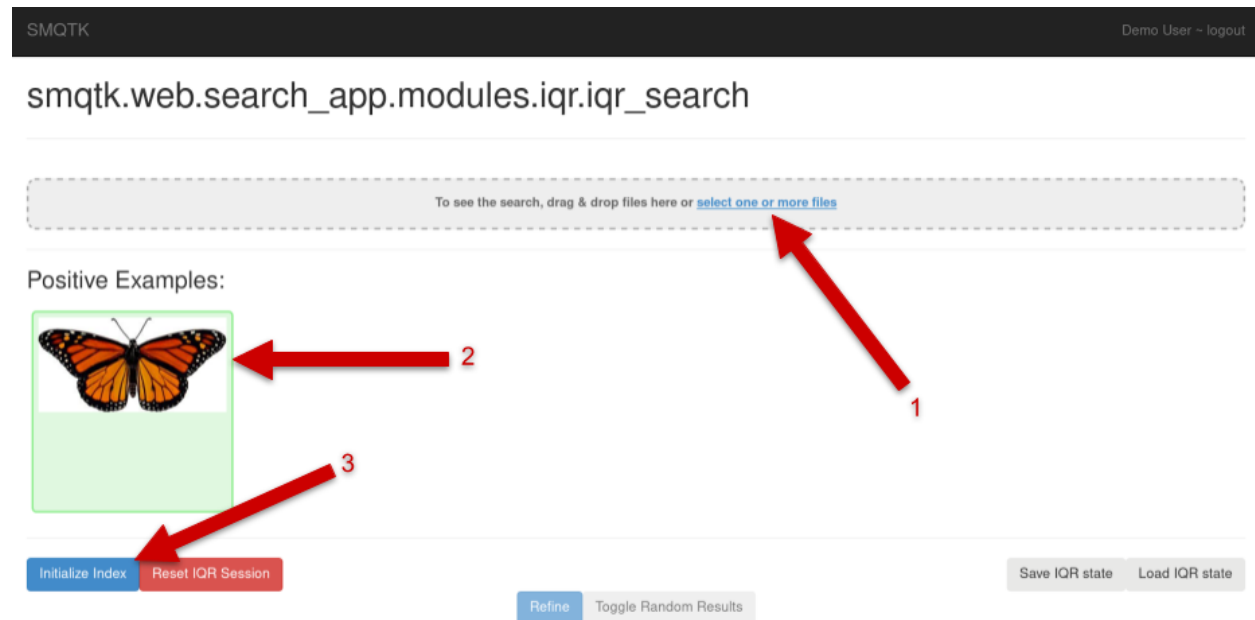 SMQTK Demo User ~ logout
smqtk.web.search_app.modules.iqr.iqr_search
To see the search, drag & drop files here or select one or more files
Positive Examples:
2
1
3
Initialize Index Reset IQR Session Save IQR state Load IQR state
Refine Toggle Random Results